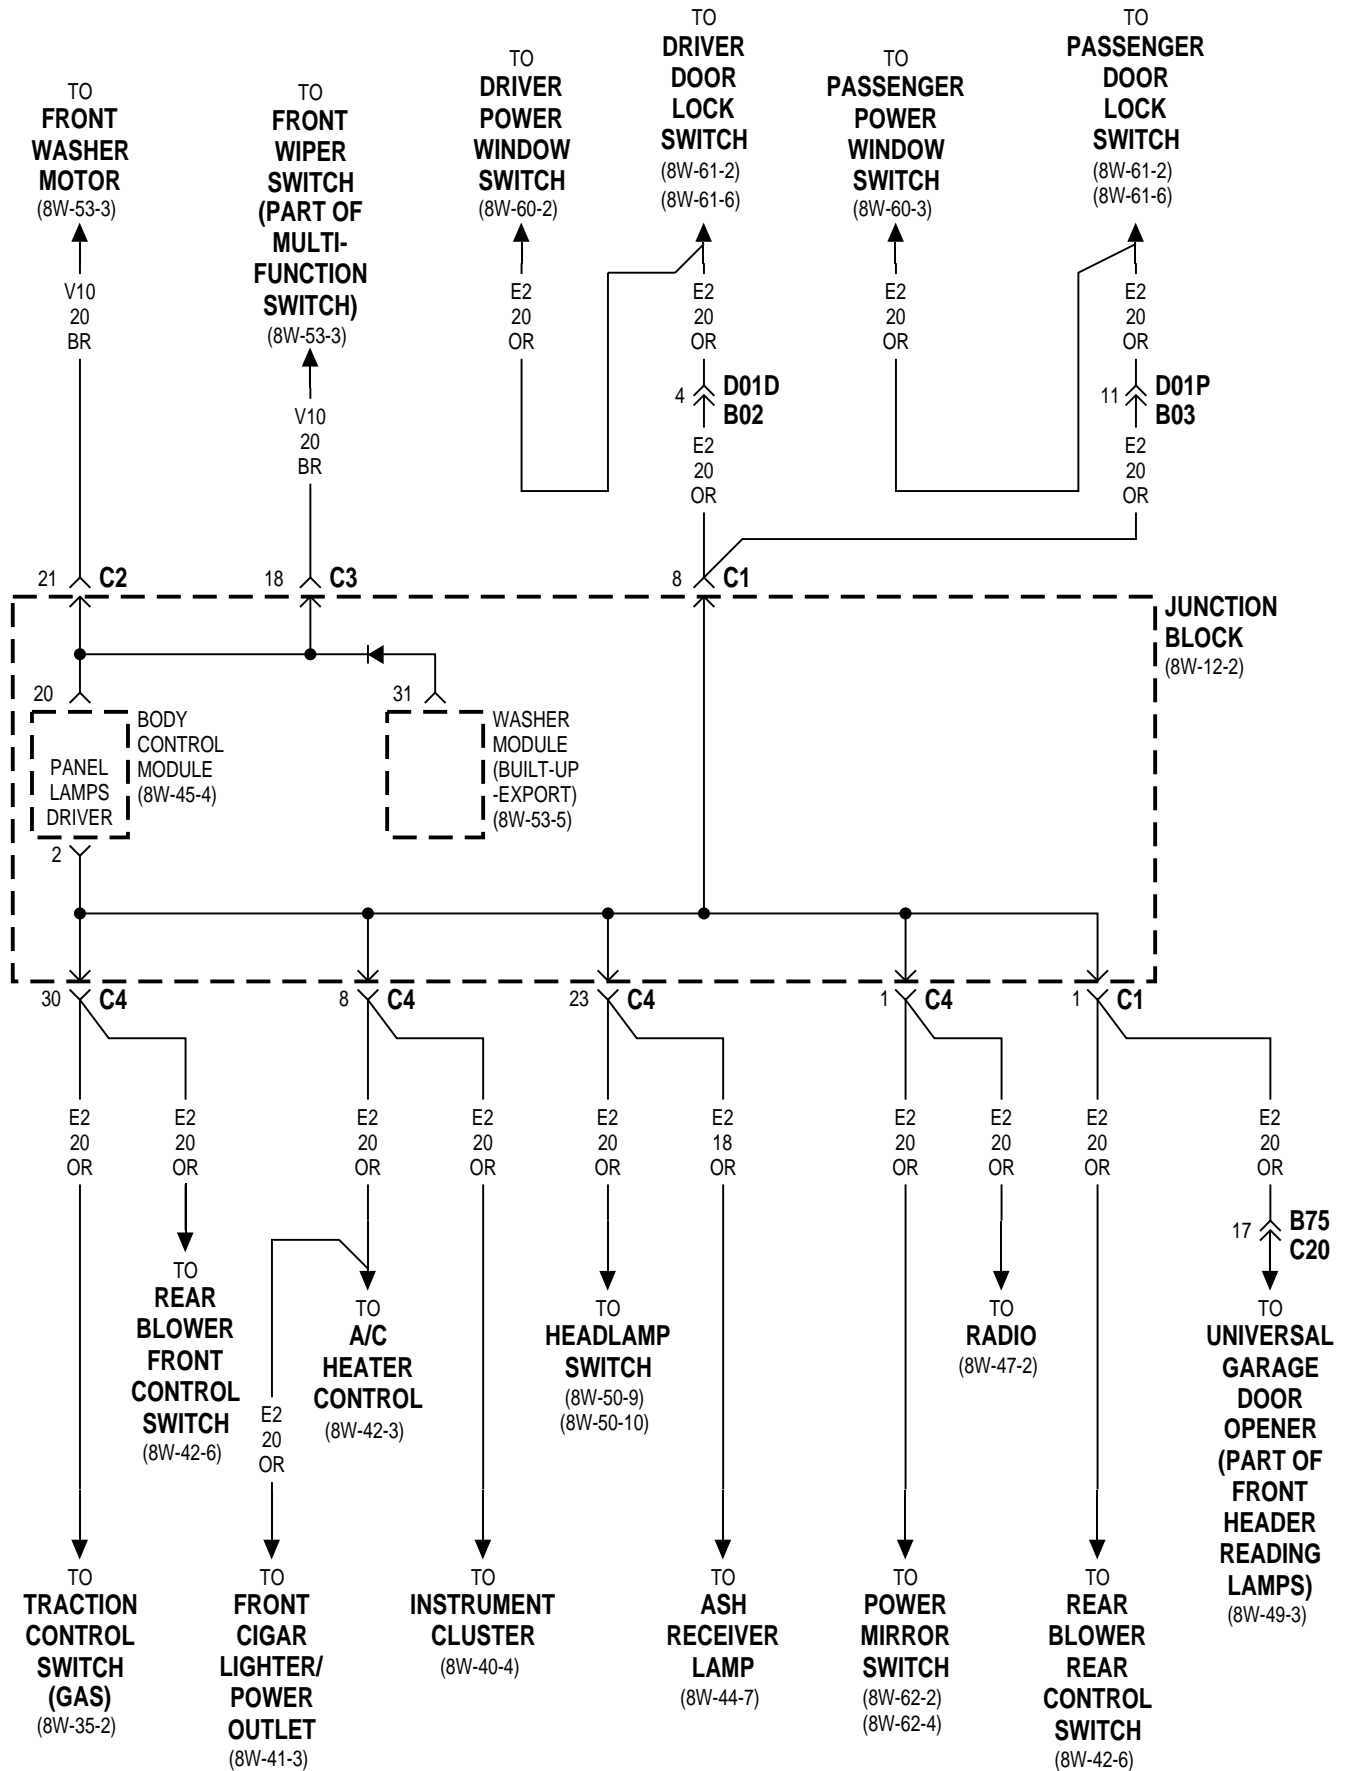 TO
FRONT
WASHER
MOTOR
(8W-53-3)
V10
20
BR
TO
FRONT
WIPER
SWITCH
(PART OF
MULTI-
FUNCTION
SWITCH)
(8W-53-3)
V10
20
BR
TO
DRIVER
POWER
WINDOW
SWITCH
(8W-60-2)
E2
20
OR
TO
DRIVER
DOOR
LOCK
SWITCH
(8W-61-2)
(8W-61-6)
E2
20
OR
4
D01D
B02
E2
20
OR
TO
PASSENGER
POWER
WINDOW
SWITCH
(8W-60-3)
E2
20
OR
TO
PASSENGER
DOOR
LOCK
SWITCH
(8W-61-2)
(8W-61-6)
E2
20
OR
11
D01P
B03
E2
20
OR
21 C2
18 C3
8 C1
JUNCTION
BLOCK
(8W-12-2)
20
BODY
CONTROL
MODULE
(8W-45-4)
PANEL
LAMPS
DRIVER
2
31
WASHER
MODULE
(BUILT-UP
-EXPORT)
(8W-53-5)
30 C4
8 C4
23 C4
1 C4
1 C1
E2
20
OR
E2
20
OR
E2
20
OR
E2
20
OR
E2
20
OR
E2
18
OR
E2
20
OR
E2
20
OR
E2
20
OR
E2
20
OR
17
B75
C20
TO
REAR
BLOWER
FRONT
CONTROL
SWITCH
(8W-42-6)
E2
20
OR
TO
A/C
HEATER
CONTROL
(8W-42-3)
TO
HEADLAMP
SWITCH
(8W-50-9)
(8W-50-10)
TO
RADIO
(8W-47-2)
TO
UNIVERSAL
GARAGE
DOOR
OPENER
(PART OF
FRONT
HEADER
READING
LAMPS)
(8W-49-3)
TO
TRACTION
CONTROL
SWITCH
(GAS)
(8W-35-2)
TO
FRONT
CIGAR
LIGHTER/
POWER
OUTLET
(8W-41-3)
TO
INSTRUMENT
CLUSTER
(8W-40-4)
TO
ASH
RECEIVER
LAMP
(8W-44-7)
TO
POWER
MIRROR
SWITCH
(8W-62-2)
(8W-62-4)
TO
REAR
BLOWER
REAR
CONTROL
SWITCH
(8W-42-6)